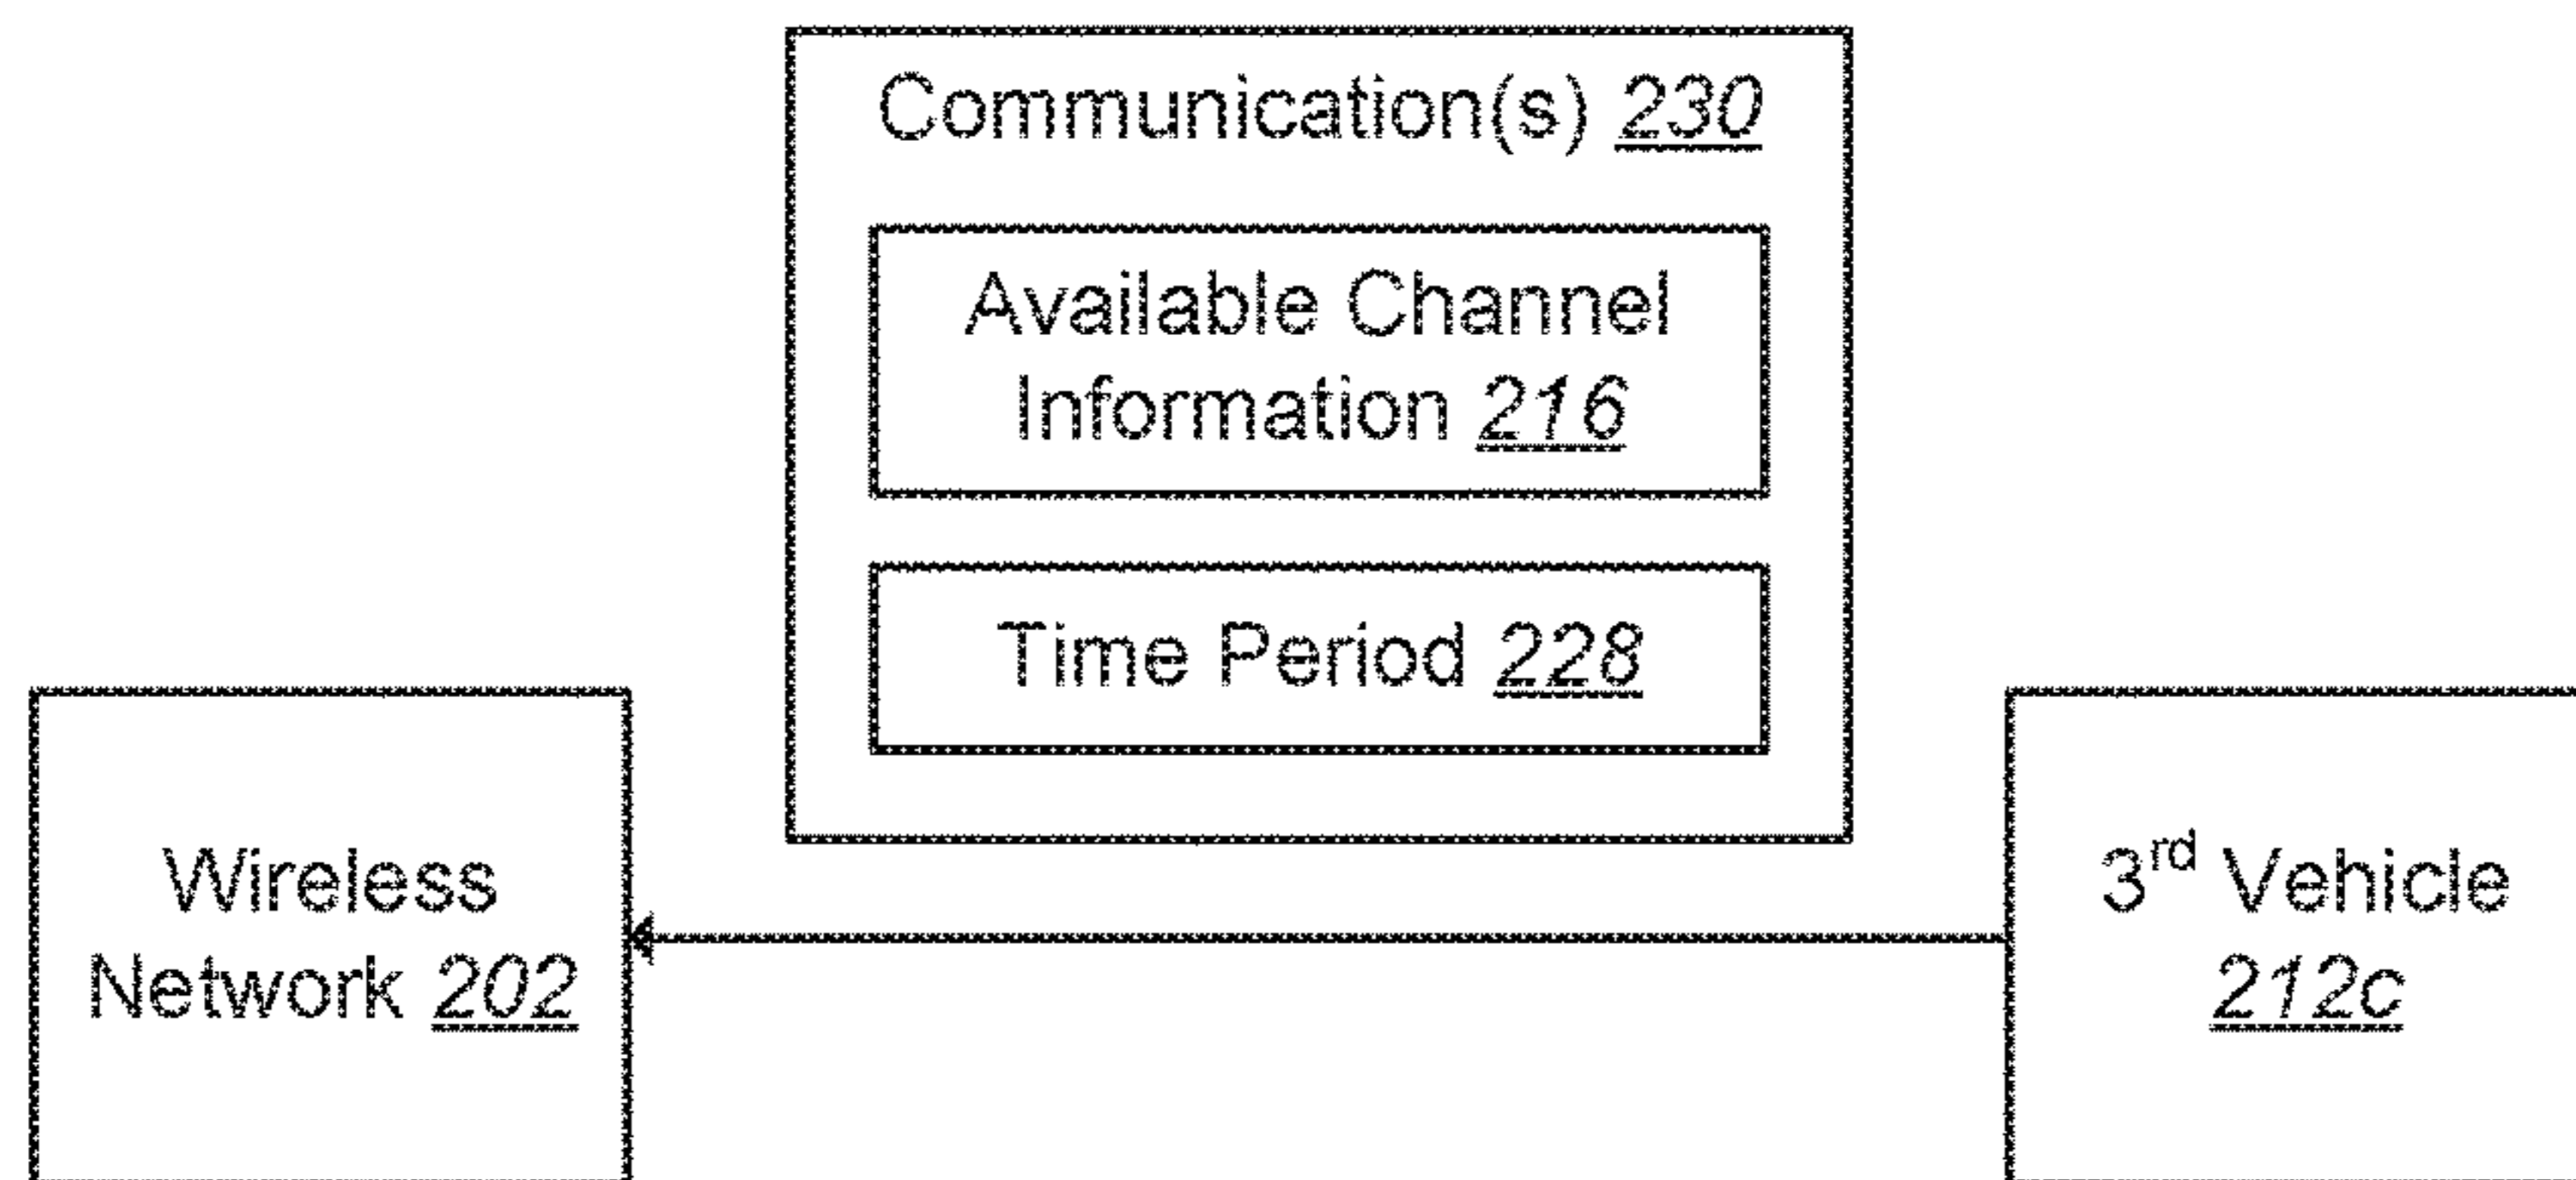 Communication(s) 230
Available Channel
Information 216
Time Period 228
Wireless
Network 202
3rd Vehicle
212c